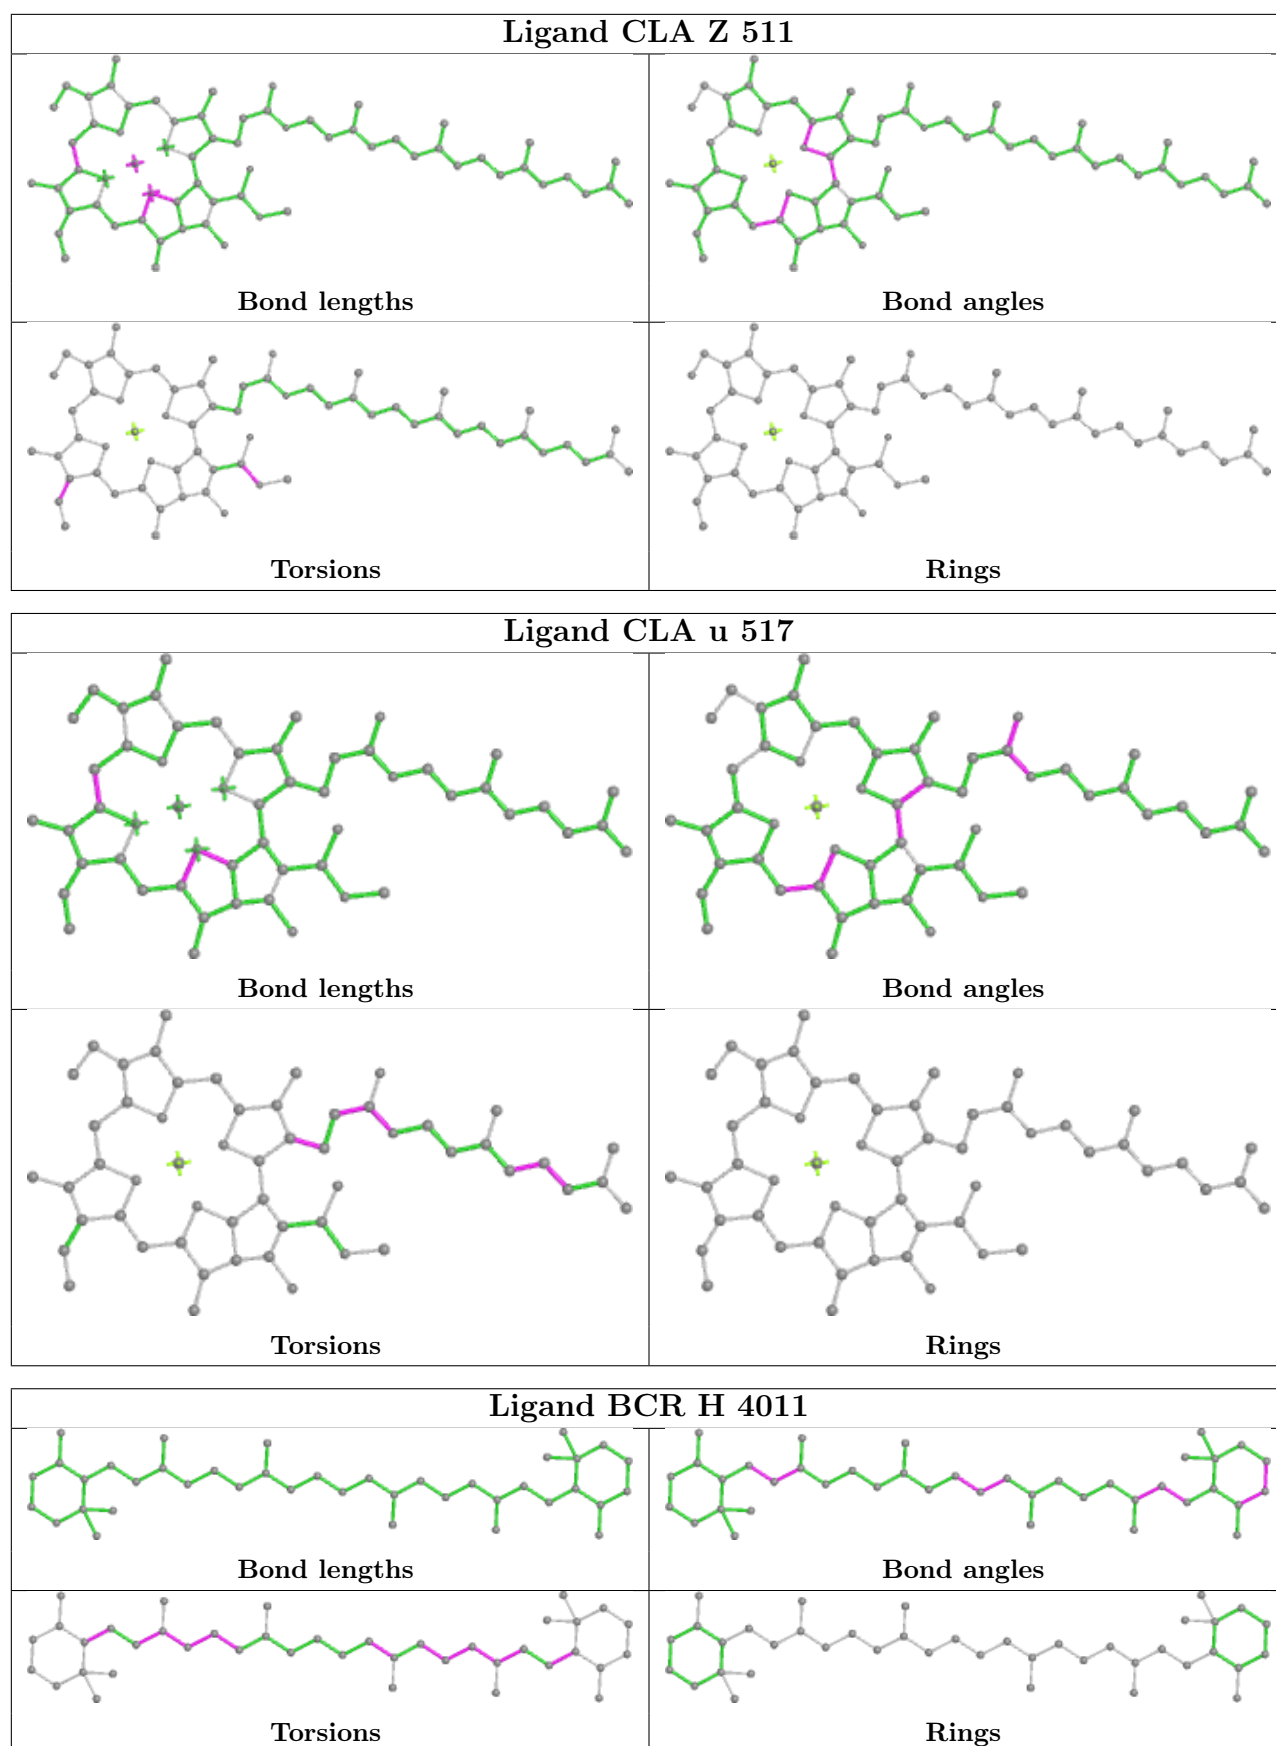 Ligand CLA Z 511
Bond lengths
Bond angles
Torsions
Rings
Ligand CLA u 517
Bond lengths
Bond angles
Torsions
Rings
Ligand BCR H 4011
Bond lengths
Bond angles
Torsions
Rings